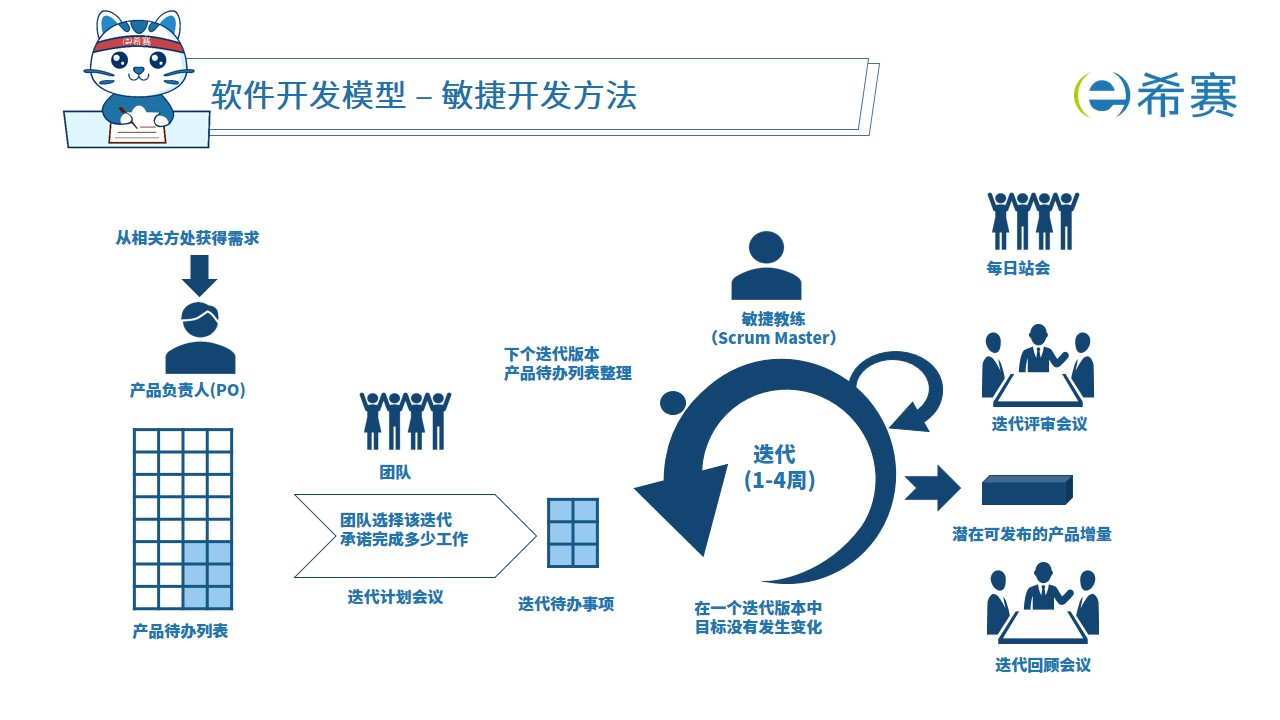 希赛
软件开发模型 – 敏捷开发方法
希赛
从相关方处获得需求
产品负责人(PO)
产品待办列表
团队
团队选择该迭代
承诺完成多少工作
迭代计划会议
下个迭代版本
产品待办列表整理
迭代待办事项
敏捷教练
（Scrum Master）
迭代
(1-4周)
在一个迭代版本中
目标没有发生变化
每日站会
迭代评审会议
潜在可发布的产品增量
迭代回顾会议